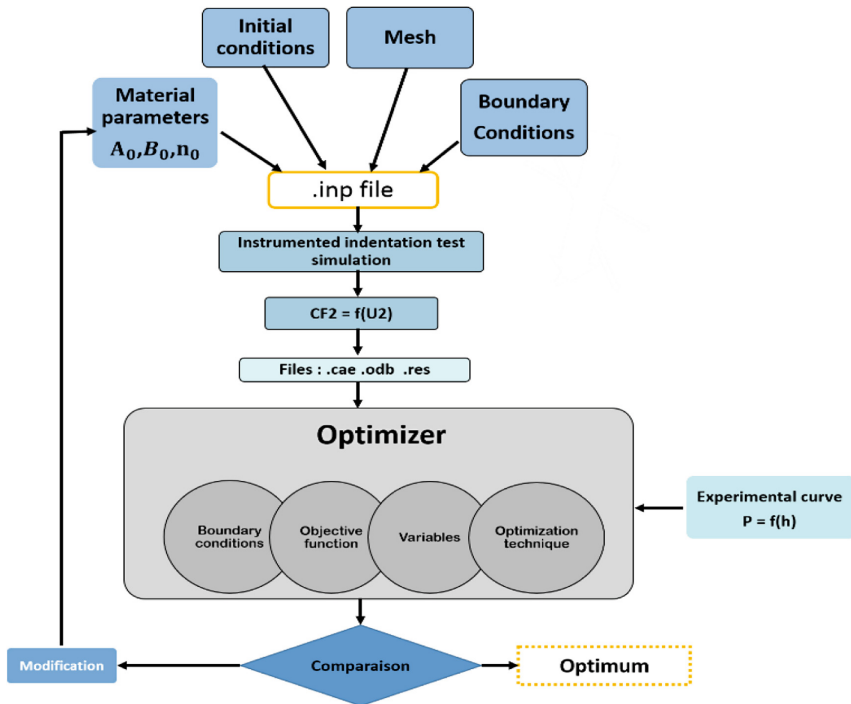 Initial
conditions
Mesh
Material
parameters
A₀,B₀,n₀
Boundary
Conditions
.inp file
Instrumented indentation test
simulation
CF2 = f(U2)
Files : .cae .odb .res
Optimizer
Boundary
conditions
Objective
function
Variables
Optimization
technique
Experimental curve
P = f(h)
Modification
Comparaison
Optimum